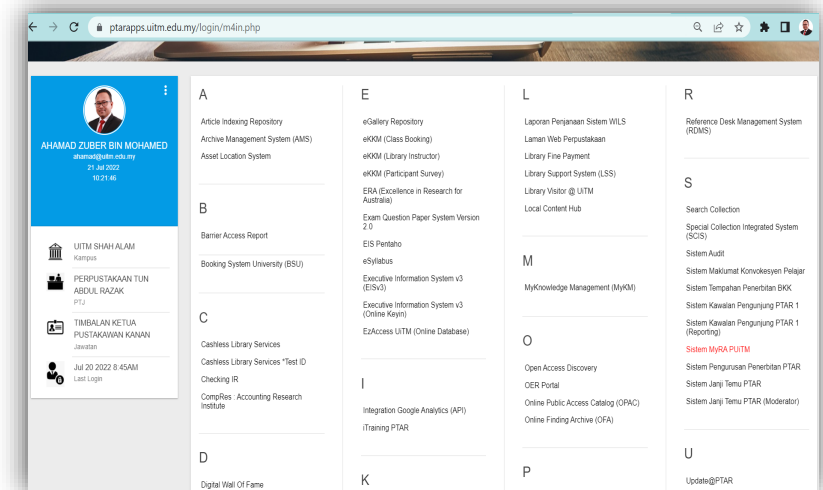 ptarapps.uitm.edu.my/login/m4in.php
AHAMAD ZUBER BIN MOHAMED
ahamad@uitm.edu.my
21 Jul 2022
10:21:46
UITM SHAH ALAM
Kampus
PERPUSTAKAAN TUN
ABDUL RAZAK
PTJ
TIMBALAN KETUA
PUSTAKAWAN KANAN
Jawatan
Jul 20 2022 8:45AM
Last Login
A
Article Indexing Repository
Archive Management System (AMS)
Asset Location System
B
Barrier Access Report
Booking System University (BSU)
C
Cashless Library Services
Cashless Library Services *Test ID
Checking IR
CompRes : Accounting Research
Institute
D
Digital Wall Of Fame
E
eGallery Repository
eKKM (Class Booking)
eKKM (Library Instructor)
eKKM (Participant Survey)
ERA (Excellence in Research for
Australia)
Exam Question Paper System Version
2.0
EIS Pentaho
eSyllabus
Executive Information System v3
(EISv3)
Executive Information System v3
(Online Keyin)
EzAccess UiTM (Online Database)
I
Integration Google Analytics (API)
iTraining PTAR
K
L
Laporan Penjanaan Sistem WILS
Laman Web Perpustakaan
Library Fine Payment
Library Support System (LSS)
Library Visitor @ UiTM
Local Content Hub
M
MyKnowledge Management (MyKM)
O
Open Access Discovery
OER Portal
Online Public Access Catalog (OPAC)
Online Finding Archive (OFA)
P
R
Reference Desk Management System
(RDMS)
S
Search Collection
Special Collection Integrated System
(SCIS)
Sistem Audit
Sistem Maklumat Konvokesyen Pelajar
Sistem Tempahan Penerbitan BKK
Sistem Kawalan Pengunjung PTAR 1
Sistem Kawalan Pengunjung PTAR 1
(Reporting)
Sistem MyRA PUiTM
Sistem Pengurusan Penerbitan PTAR
Sistem Janji Temu PTAR
Sistem Janji Temu PTAR (Moderator)
U
Update@PTAR